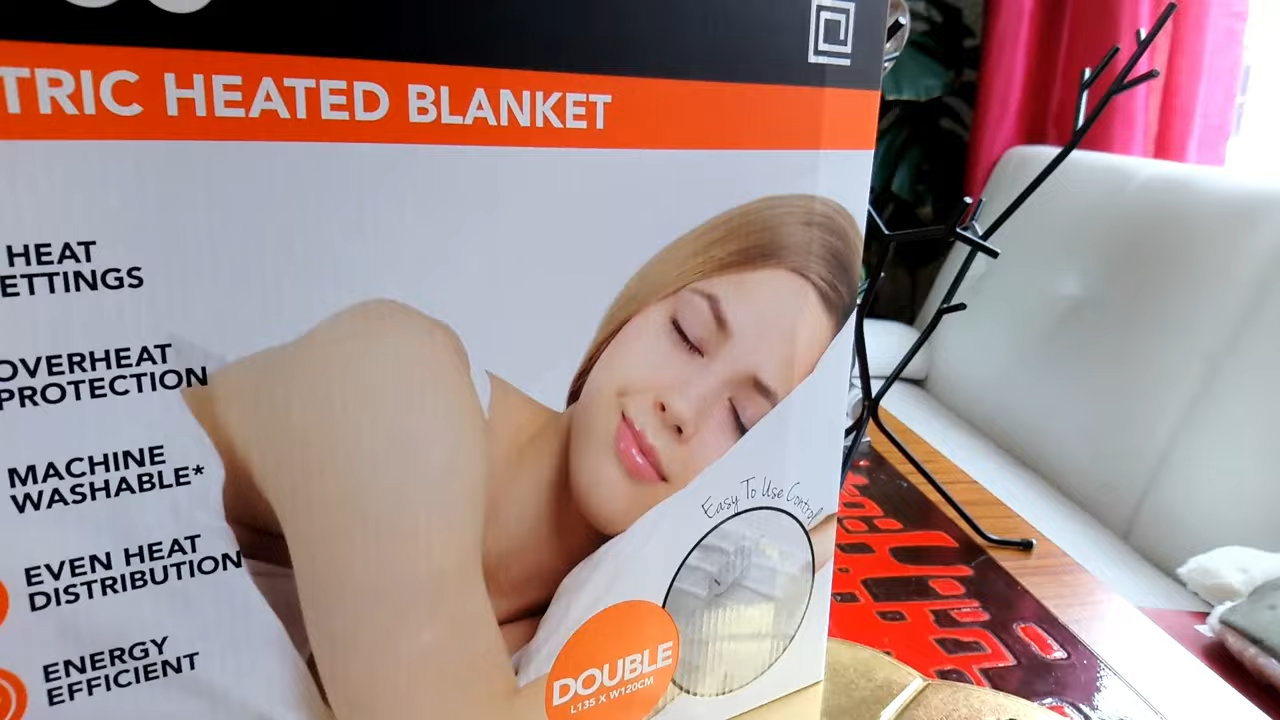 TRIC HEATED BLANKET
HEAT
ETTINGS
OVERHEAT
PROTECTION
MACHINE
WASHABLE*
EVEN HEAT
DISTRIBUTION
ENERGY
EFFICIENT
Easy To Use Control
DOUBLE
L135 X W120CM